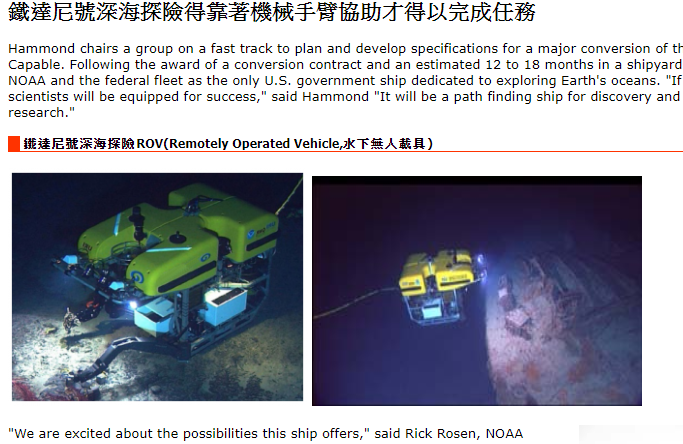 鐵達尼號深海探險得靠著機械手臂協助才得以完成任務
Hammond chairs a group on a fast track to plan and develop specifications for a major conversion of th
Capable. Following the award of a conversion contract and an estimated 12 to 18 months in a shipyard
NOAA and the federal fleet as the only U.S. government ship dedicated to exploring Earth's oceans. "If
scientists will be equipped for success," said Hammond "It will be a path finding ship for discovery and
research."
鐵達尼號深海探險ROV(Remotely Operated Vehicle,水下無人載具)
"We are excited about the possibilities this ship offers," said Rick Rosen, NOAA